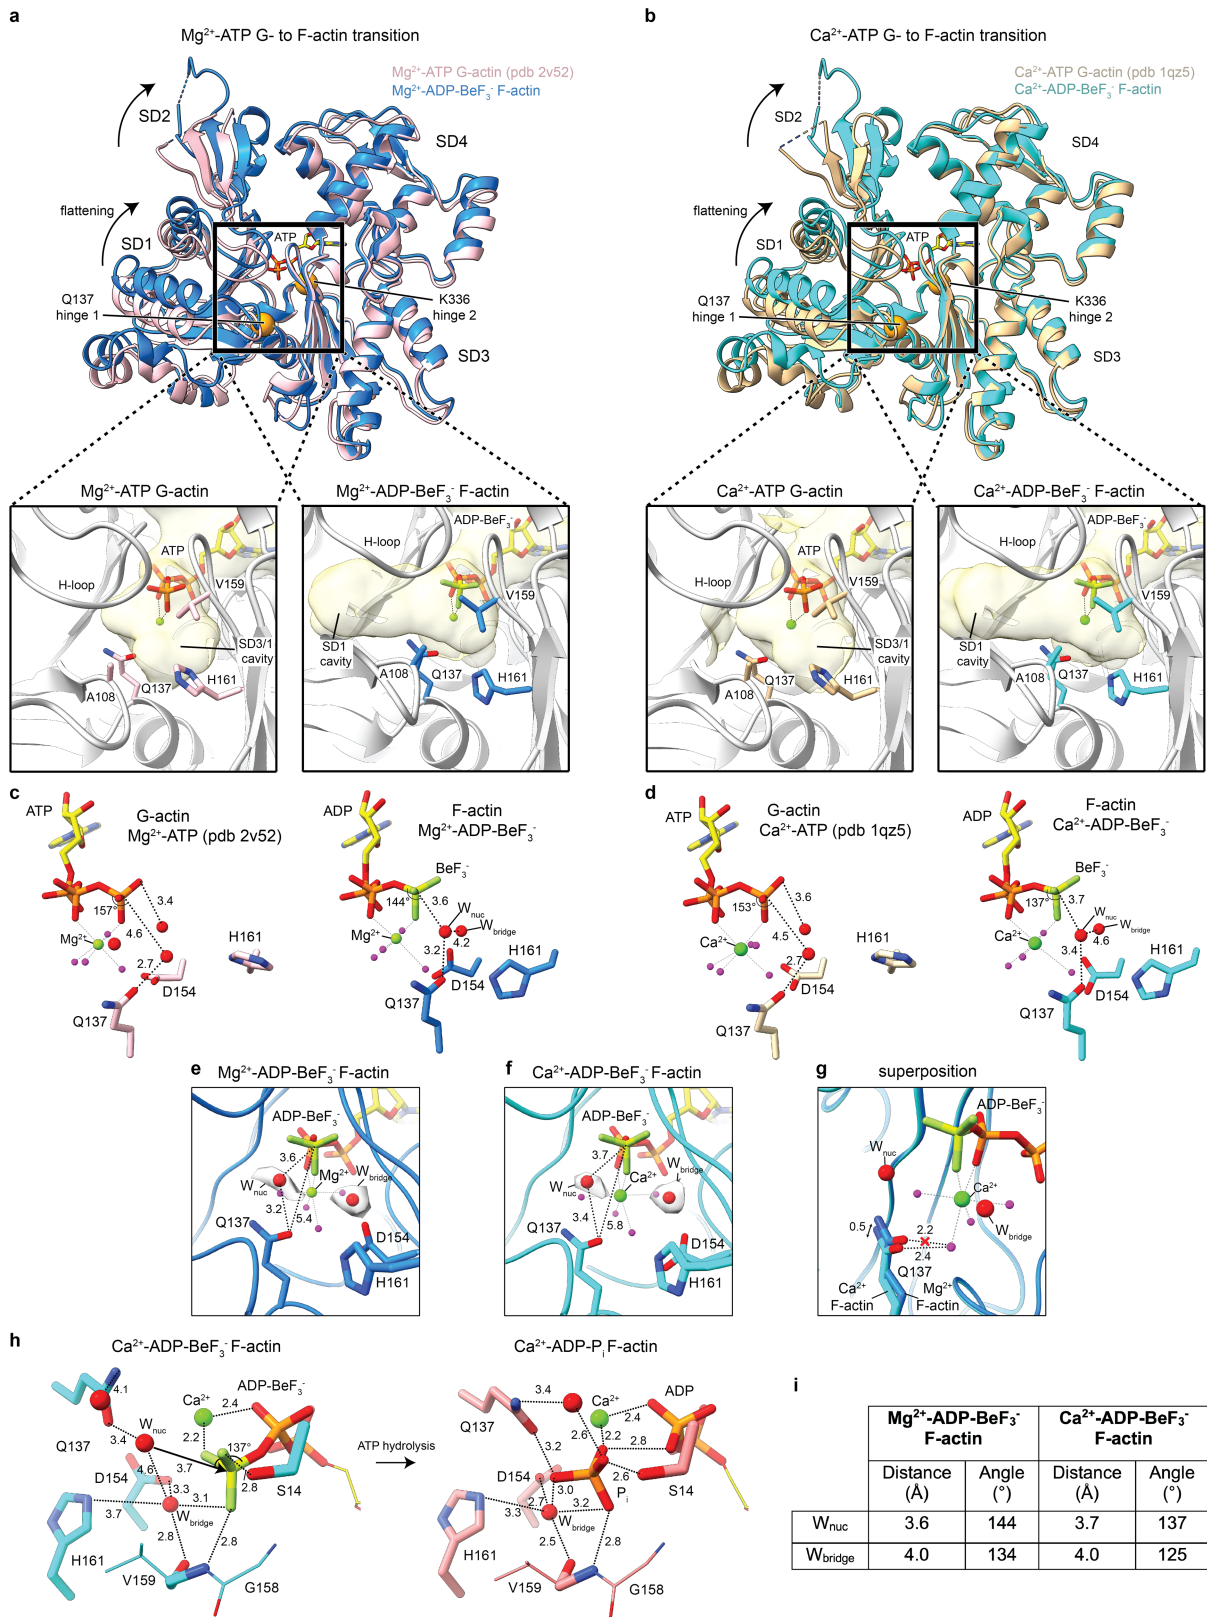 a
Mg²⁺-ATP G- to F-actin transition
Mg²⁺-ATP G-actin (pdb 2v52)
Mg²⁺-ADP-BeF₃⁻ F-actin
SD2
SD4
flattening
SD1
ATP
Q137
hinge 1
K336
hinge 2
SD3
Mg²⁺-ATP G-actin
Mg²⁺-ADP-BeF₃⁻ F-actin
H-loop
ATP
V159
SD3/1
cavity
A108
Q137
H161
ADP-BeF₃⁻
H-loop
V159
SD1
cavity
A108
Q137
H161
b
Ca²⁺-ATP G- to F-actin transition
Ca²⁺-ATP G-actin (pdb 1qz5)
Ca²⁺-ADP-BeF₃⁻ F-actin
SD2
SD4
flattening
SD1
ATP
Q137
hinge 1
K336
hinge 2
SD3
Ca²⁺-ATP G-actin
Ca²⁺-ADP-BeF₃⁻ F-actin
H-loop
ATP
V159
SD3/1
cavity
A108
Q137
H161
ADP-BeF₃⁻
H-loop
V159
SD1
cavity
A108
Q137
H161
c
ATP
G-actin
Mg²⁺-ATP (pdb 2v52)
157°
3.4
4.6
Mg²⁺
2.7
H161
D154
Q137
ADP
F-actin
Mg²⁺-ADP-BeF₃⁻
BeF₃⁻
144°
3.6
W nuc
W bridge
Mg²⁺
3.2
4.2
H161
D154
Q137
d
ATP
G-actin
Ca²⁺-ATP (pdb 1qz5)
153°
3.6
4.5
Ca²⁺
2.7
H161
D154
Q137
ADP
F-actin
Ca²⁺-ADP-BeF₃⁻
BeF₃⁻
137°
3.7
W nuc
W bridge
Ca²⁺
3.4
4.6
H161
D154
Q137
e
Mg²⁺-ADP-BeF₃⁻ F-actin
ADP-BeF₃⁻
3.6
Mg²⁺
W bridge
W nuc
3.2
5.4
Q137
D154
H161
f
Ca²⁺-ADP-BeF₃⁻ F-actin
ADP-BeF₃⁻
3.7
W bridge
Ca²⁺
W nuc
3.4
5.8
Q137
D154
H161
g
superposition
ADP-BeF₃⁻
W nuc
Ca²⁺
W bridge
0.5
2.2
2.4
Q137
Ca²⁺
F-actin
Mg²⁺
F-actin
h
Ca²⁺-ADP-BeF₃⁻ F-actin
4.1
Ca²⁺
ADP-BeF₃⁻
2.4
3.4
W nuc
2.2
137°
Q137
4.6
3.7
2.8
D154
3.3
3.1
S14
3.7
W bridge
2.8
2.8
H161
V159
G158
ATP hydrolysis
Ca²⁺-ADP-Pᵢ F-actin
3.4
Ca²⁺
ADP
2.4
Q137
2.6
2.2
3.2
2.8
D154
2.6
3.0
Pᵢ
S14
2.7
3.2
3.3
W bridge
2.5
2.8
H161
V159
G158
i
Mg²⁺-ADP-BeF₃⁻ F-actin
Ca²⁺-ADP-BeF₃⁻ F-actin
Distance (Å) Angle (°) Distance (Å) Angle (°)
W nuc 3.6 144 3.7 137
W bridge 4.0 134 4.0 125